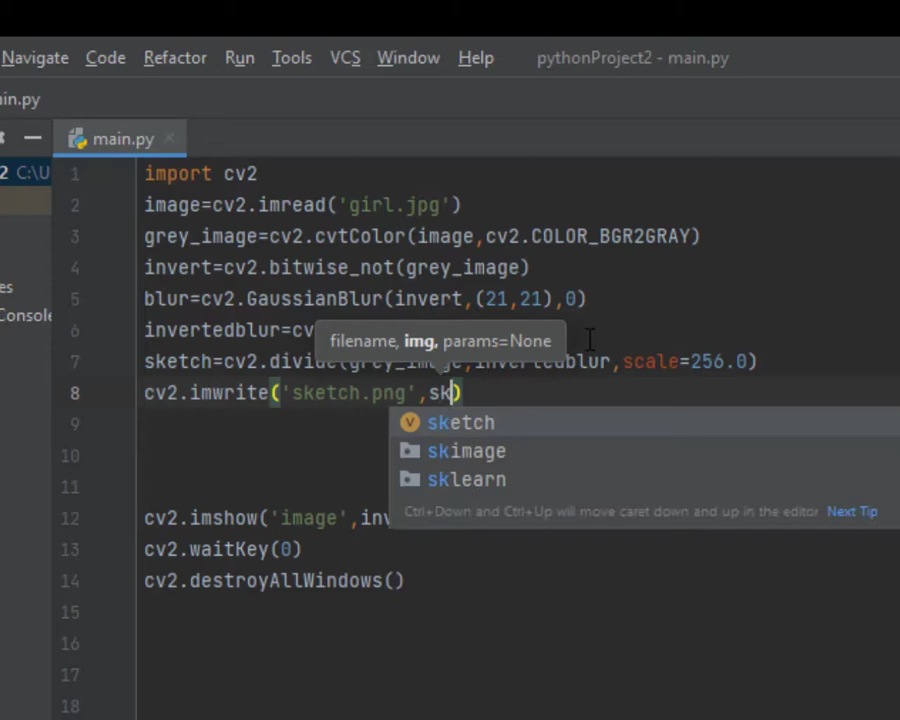 Navigate Code Refactor Run Tools VCS Window Help pythonProject2 - main.py
in.py
main.py
2 C:\U
es
Console
1 import cv2
2 image=cv2.imread('girl.jpg')
3 grey_image=cv2.cvtColor(image,cv2.COLOR_BGR2GRAY)
4 invert=cv2.bitwise_not(grey_image)
5 blur=cv2.GaussianBlur(invert,(21,21),0)
6 invertedblur=cv
filename, img, params=None
7 sketch=cv2.divide(grey_image,invertedblur,scale=256.0)
8 cv2.imwrite('sketch.png',sk)
sketch
skimage
sklearn
Ctrl+Down and Ctrl+Up will move caret down and up in the editor Next Tip
9
10
11
12 cv2.imshow('image',inv
13 cv2.waitKey(0)
14 cv2.destroyAllWindows()
15
16
17
18